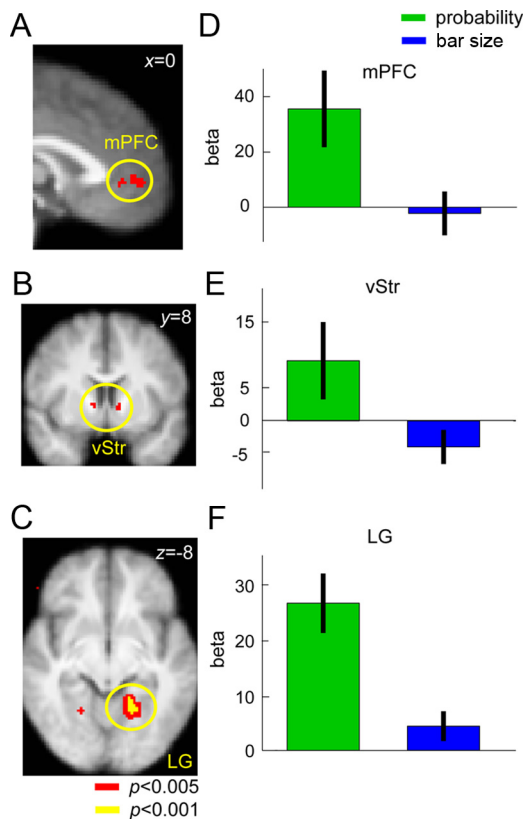 A
x=0
mPFC
D
probability
bar size
mPFC
beta
40
20
0
B
y=8
vStr
E
vStr
beta
15
5
0
-5
C
z=-8
LG
p<0.005
p<0.001
F
LG
beta
30
20
10
0